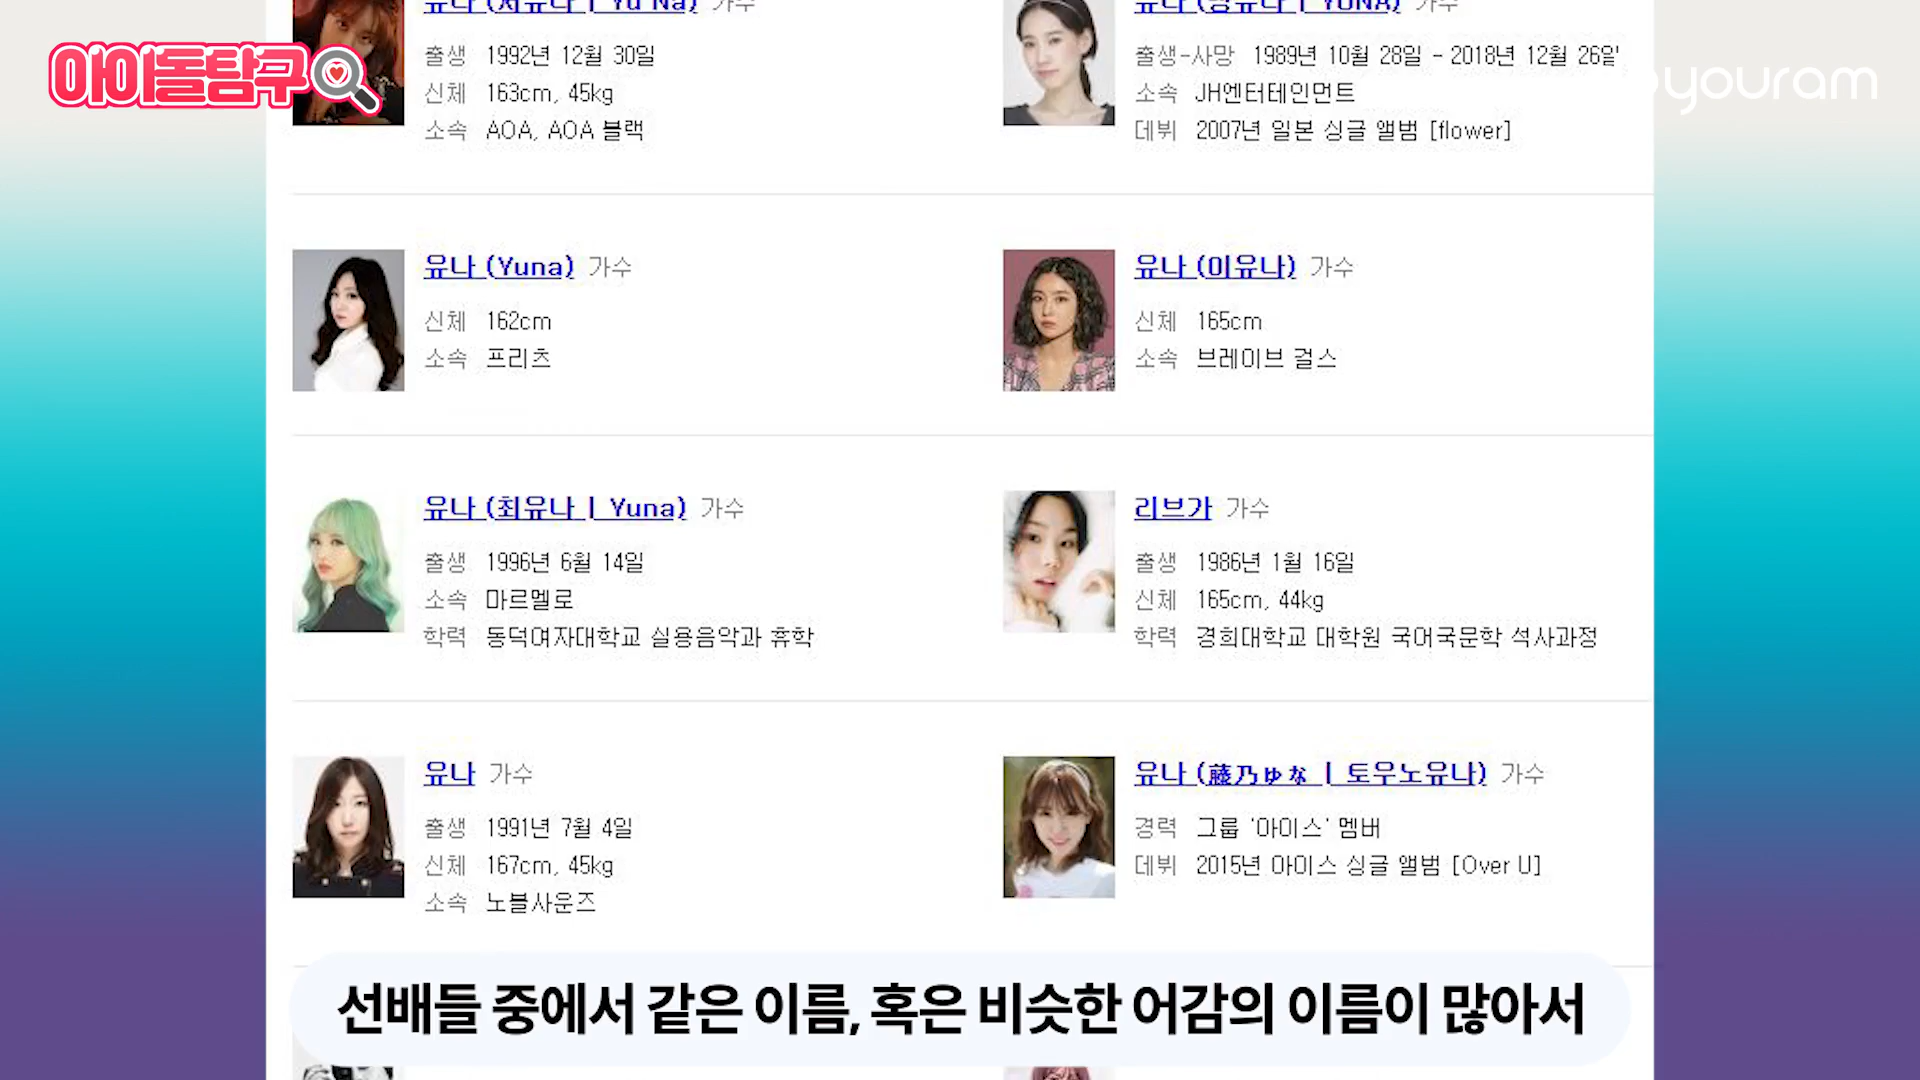 아이돌탐구
youram
유나 (서유나 | Yu Na) 가수
출생 1992년 12월 30일
신체 163cm, 45kg
소속 AOA, AOA 블랙
가수
출생-사망 1989년 10월 28일 - 2018년 12월 26일
소속 JH엔터테인먼트
데뷔 2007년 일본 싱글 앨범 [flower]
유나 (Yuna) 가수
신체 162cm
소속 프리츠
유나 (이유나) 가수
신체 165cm
소속 브레이브 걸스
유나 (최유나 | Yuna) 가수
출생 1996년 6월 14일
소속 마르멜로
학력 동덕여자대학교 실용음악과 휴학
리브가 가수
출생 1986년 1월 16일
신체 165cm, 44kg
학력 경희대학교 대학원 국어국문학 석사과정
유나 가수
출생 1991년 7월 4일
신체 167cm, 45kg
소속 노블사운즈
유나 (藤乃ゆな | 토우노유나) 가수
경력 그룹 '아이스' 멤버
데뷔 2015년 아이스 싱글 앨범 [Over U]
선배들 중에서 같은 이름, 혹은 비슷한 어감의 이름이 많아서